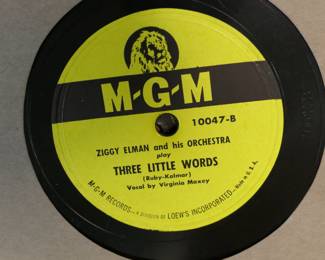 M-G-M
10047-B
ZIGGY ELMAN and his ORCHESTRA
play
THREE LITTLE WORDS
(Ruby-Kalmar)
Vocal by Virginia Maxey
M-G-M RECORDS — A DIVISION OF LOEW'S INCORPORATED — Made in U.S.A.